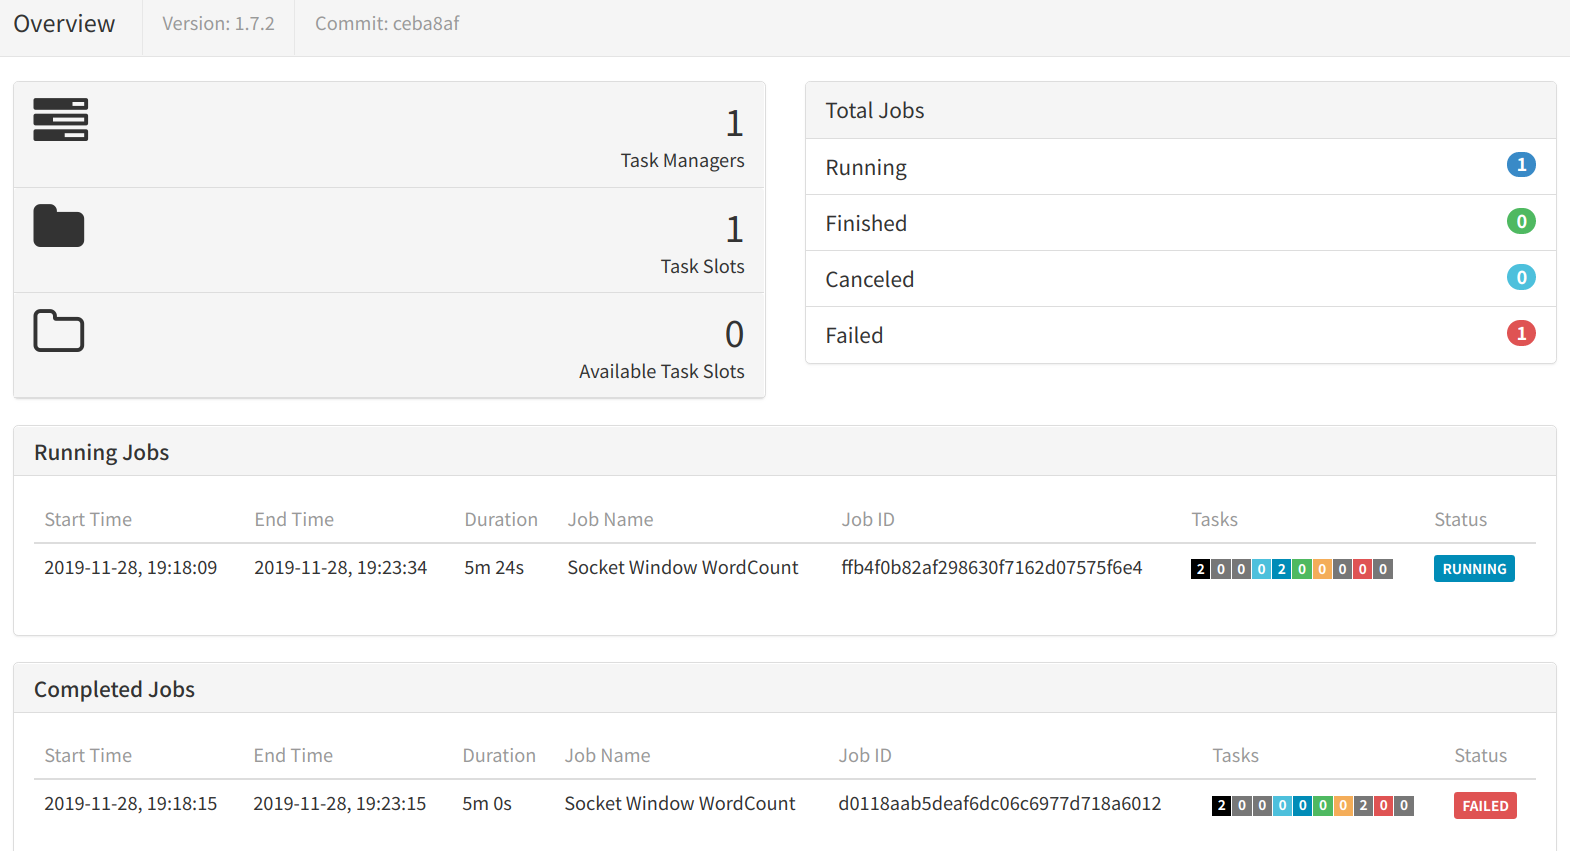 Overview Version: 1.7.2 Commit: ceba8af
1
Task Managers
1
Task Slots
0
Available Task Slots
Total Jobs
Running 1
Finished 0
Canceled 0
Failed 1
Running Jobs
Start Time End Time Duration Job Name Job ID Tasks Status
2019-11-28, 19:18:09 2019-11-28, 19:23:34 5m 24s Socket Window WordCount ffb4f0b82af298630f7162d07575f6e4 2 0 0 0 2 0 0 0 0 0 RUNNING
Completed Jobs
Start Time End Time Duration Job Name Job ID Tasks Status
2019-11-28, 19:18:15 2019-11-28, 19:23:15 5m 0s Socket Window WordCount d0118aab5deaf6dc06c6977d718a6012 2 0 0 0 0 0 0 2 0 0 FAILED